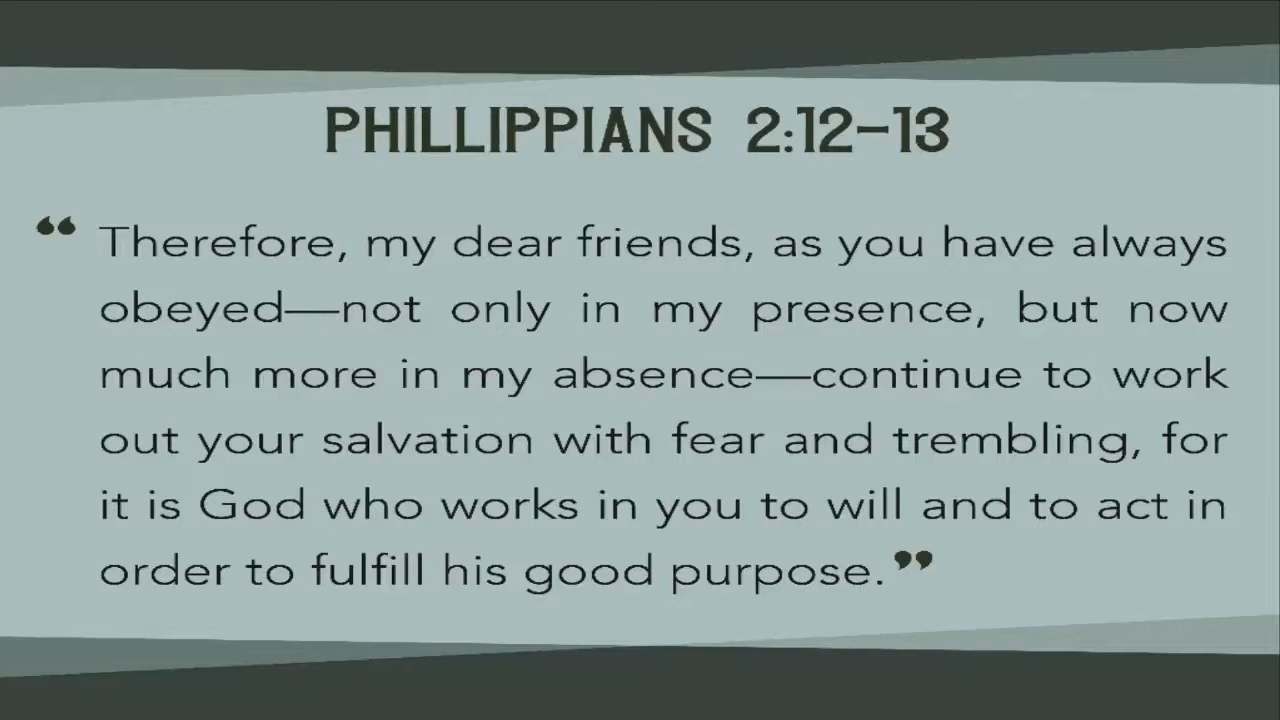 PHILLIPPIANS 2:12–13
“Therefore, my dear friends, as you have always
obeyed—not only in my presence, but now
much more in my absence—continue to work
out your salvation with fear and trembling, for
it is God who works in you to will and to act in
order to fulfill his good purpose.”